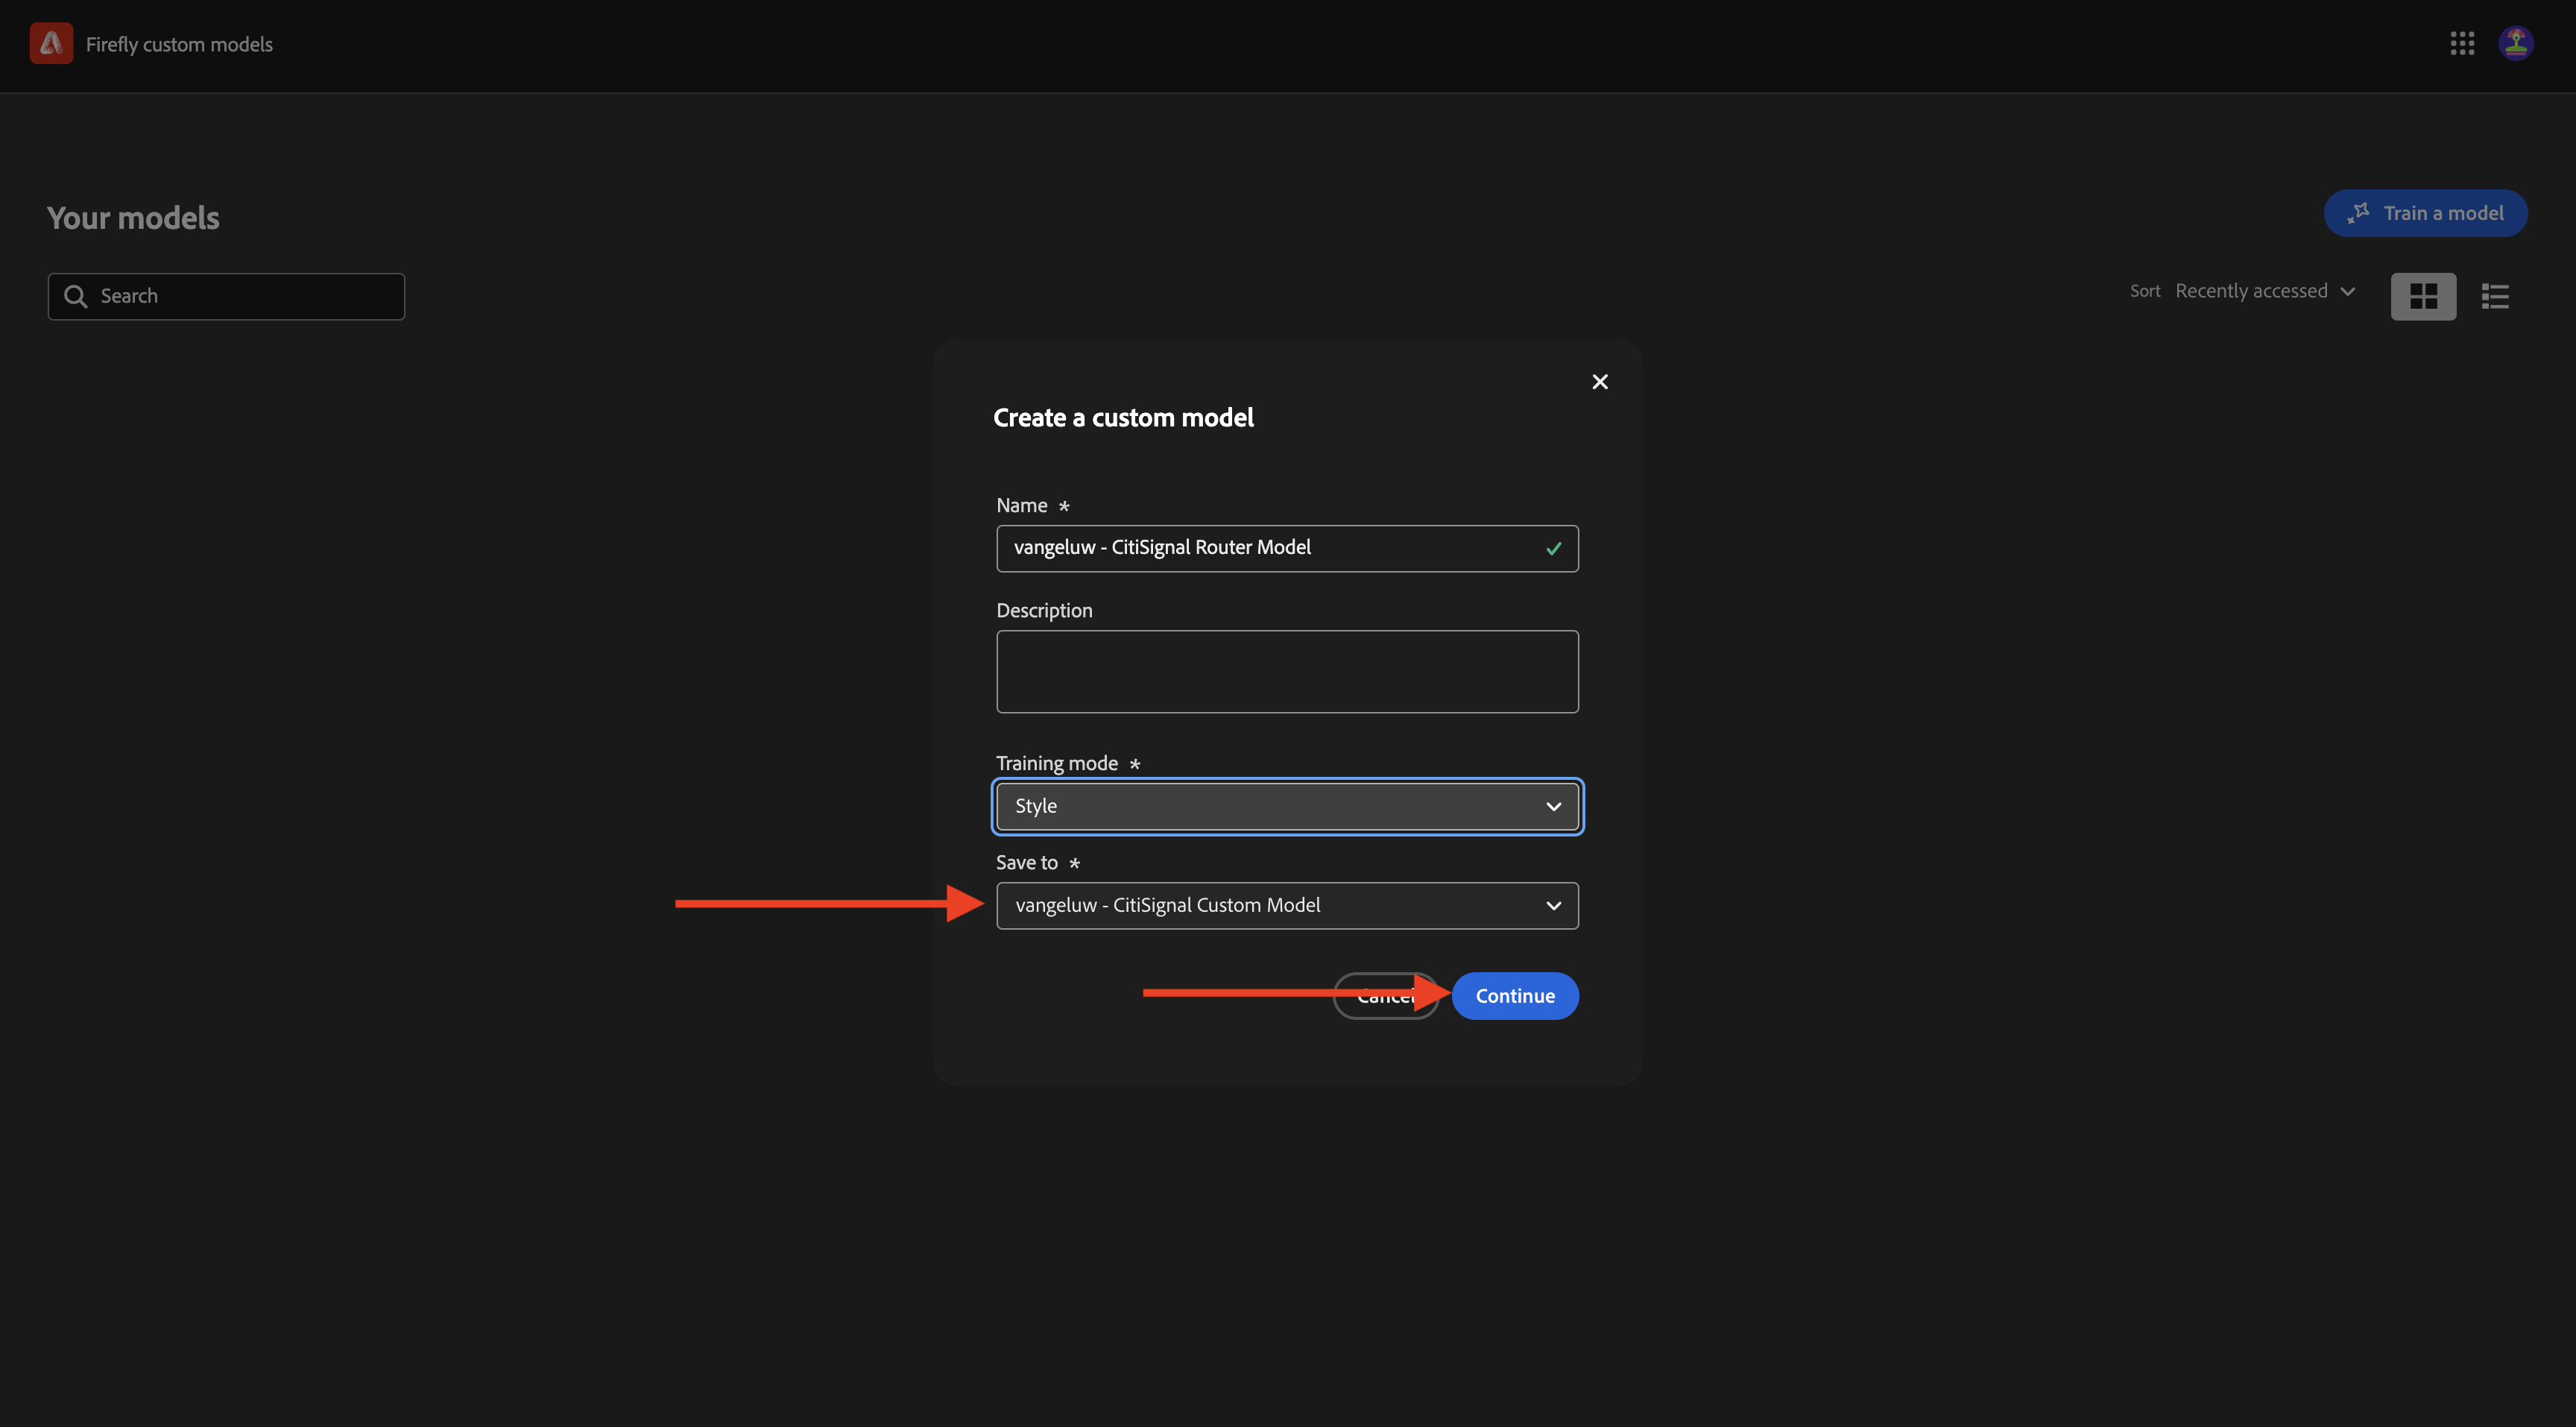 Firefly custom models
Your models
Train a model
Search
Sort Recently accessed
Create a custom model
Name *
vangeluw - CitiSignal Router Model
Description
Training mode *
Style
Save to *
vangeluw - CitiSignal Custom Model
Cancel Continue